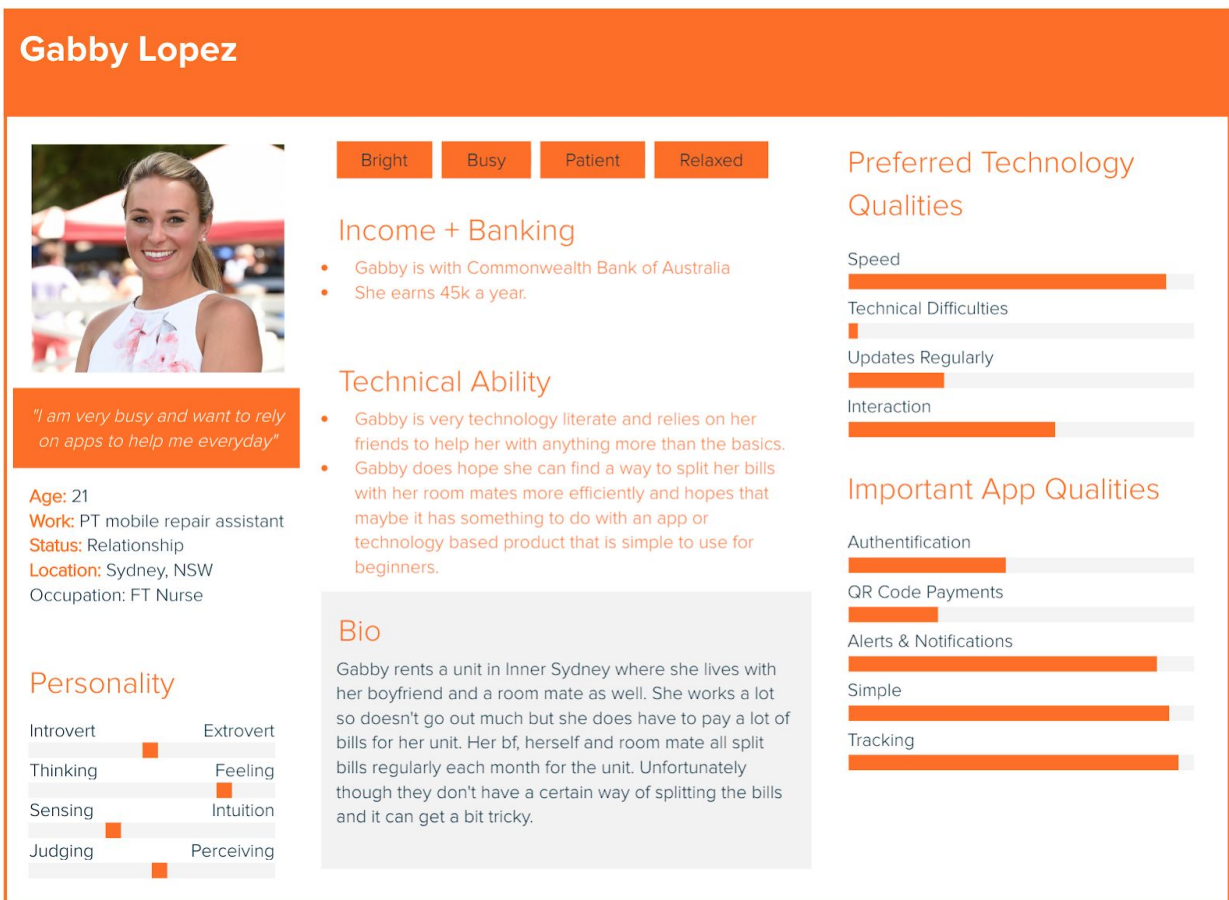 Gabby Lopez
Bright
Busy
Patient
Relaxed
"I am very busy and want to rely
on apps to help me everyday"
Age: 21
Work: PT mobile repair assistant
Status: Relationship
Location: Sydney, NSW
Occupation: FT Nurse
Personality
Introvert Extrovert
Thinking Feeling
Sensing Intuition
Judging Perceiving
Income + Banking
• Gabby is with Commonwealth Bank of Australia
• She earns 45k a year.
Technical Ability
• Gabby is very technology literate and relies on her
friends to help her with anything more than the basics.
• Gabby does hope she can find a way to split her bills
with her room mates more efficiently and hopes that
maybe it has something to do with an app or
technology based product that is simple to use for
beginners.
Bio
Gabby rents a unit in Inner Sydney where she lives with
her boyfriend and a room mate as well. She works a lot
so doesn't go out much but she does have to pay a lot of
bills for her unit. Her bf, herself and room mate all split
bills regularly each month for the unit. Unfortunately
though they don't have a certain way of splitting the bills
and it can get a bit tricky.
Preferred Technology
Qualities
Speed
Technical Difficulties
Updates Regularly
Interaction
Important App Qualities
Authentification
QR Code Payments
Alerts & Notifications
Simple
Tracking